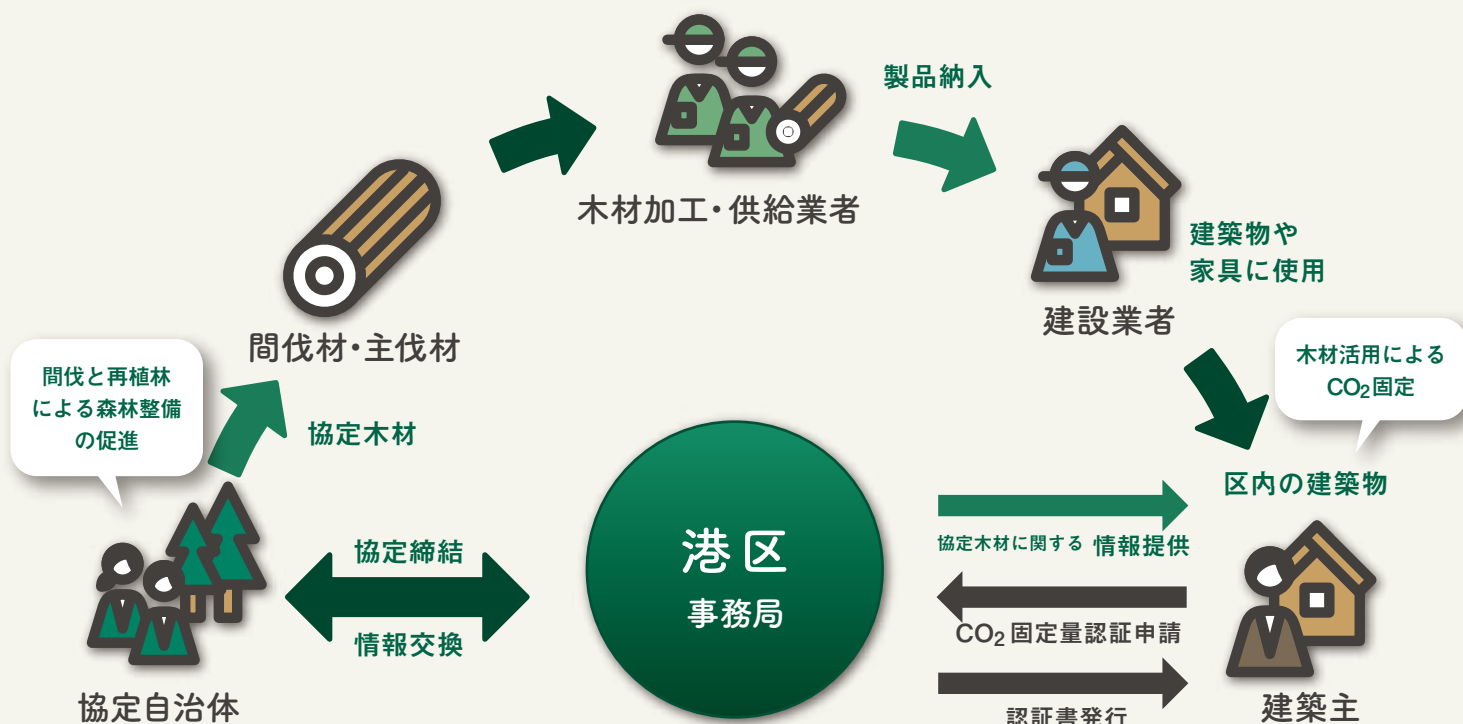 製品納入
木材加工・供給業者
建築物や
家具に使用
建設業者
間伐材・主伐材
木材活用による
CO₂固定
間伐と再植林
による森林整備
の促進
協定木材
区内の建築物
協定締結
情報交換
協定自治体
港区
事務局
協定木材に関する 情報提供
CO₂固定量認証申請
認証書発行
建築主